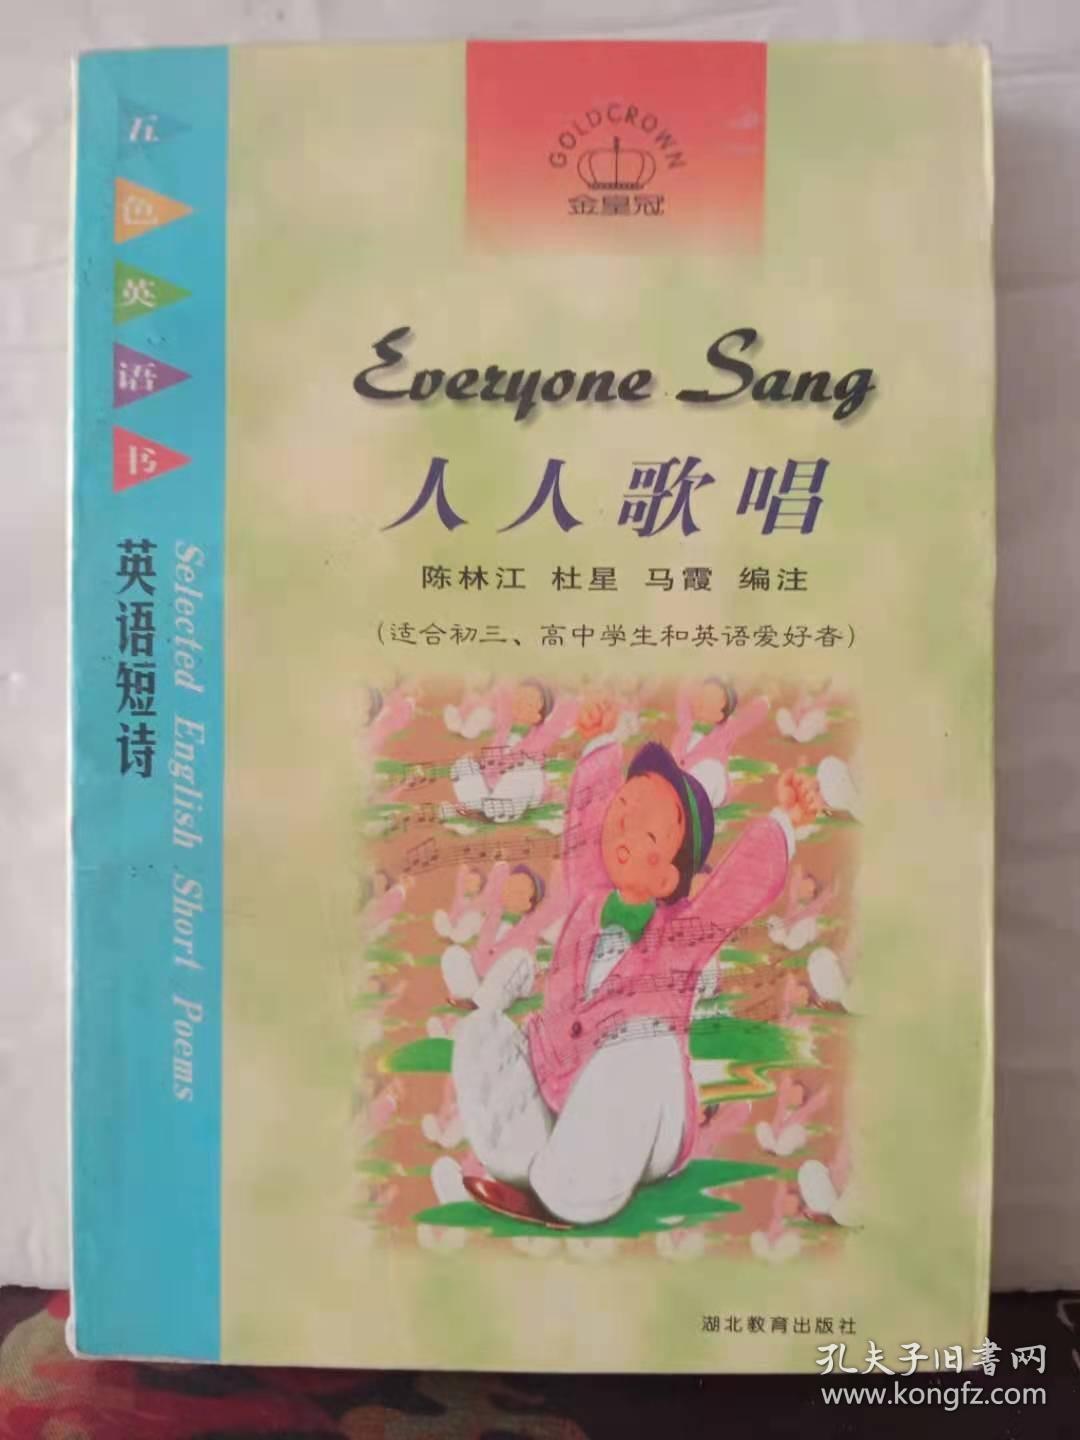 五色英语书
英语短诗
Selected English Short Poems
GOLDCROWN
金皇冠
Everyone Sang
人人歌唱
陈林江 杜星 马霞 编注
(适合初三、高中学生和英语爱好者)
湖北教育出版社
孔夫子旧書网
www.kongfz.com